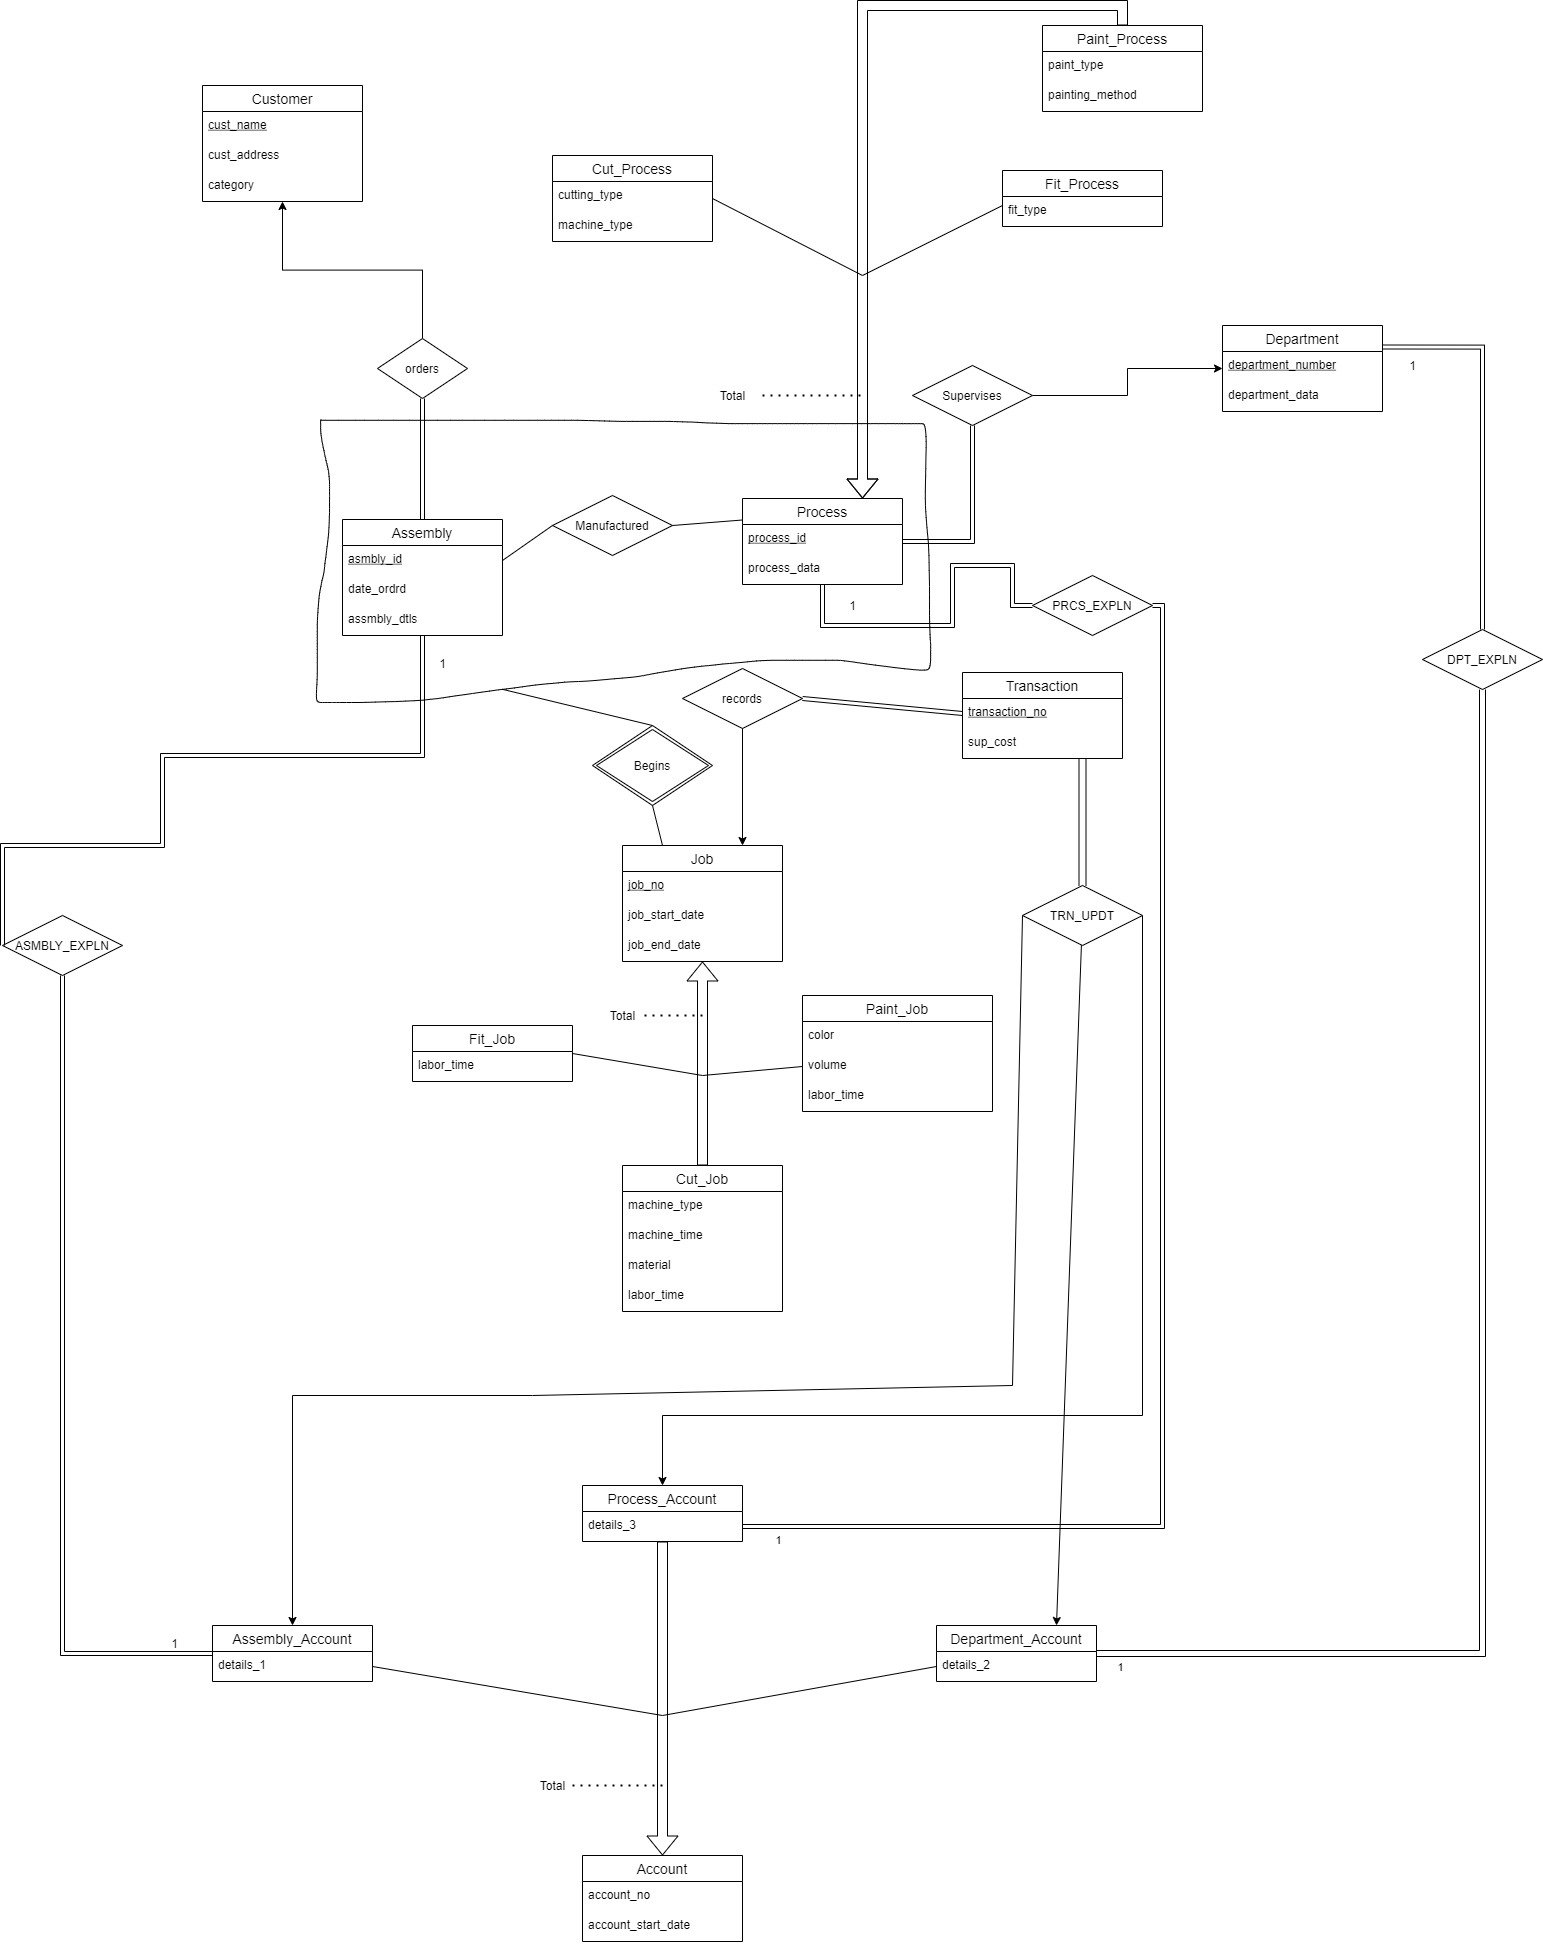 Paint_Process
paint_type
painting_method
Customer
cust_name
cust_address
category
Cut_Process
cutting_type
machine_type
Fit_Process
fit_type
Department
department_number
department_data
1
orders
Total
Supervises
Manufactured
Process
process_id
process_data
Assembly
asmbly_id
date_ordrd
assmbly_dtls
1
PRCS_EXPLN
1
DPT_EXPLN
records
Transaction
transaction_no
sup_cost
Begins
Job
job_no
job_start_date
job_end_date
TRN_UPDT
ASMBLY_EXPLN
Total
Paint_Job
color
volume
labor_time
Fit_Job
labor_time
Cut_Job
machine_type
machine_time
material
labor_time
Process_Account
details_3
1
1
Assembly_Account
details_1
Department_Account
details_2
1
Total
Account
account_no
account_start_date